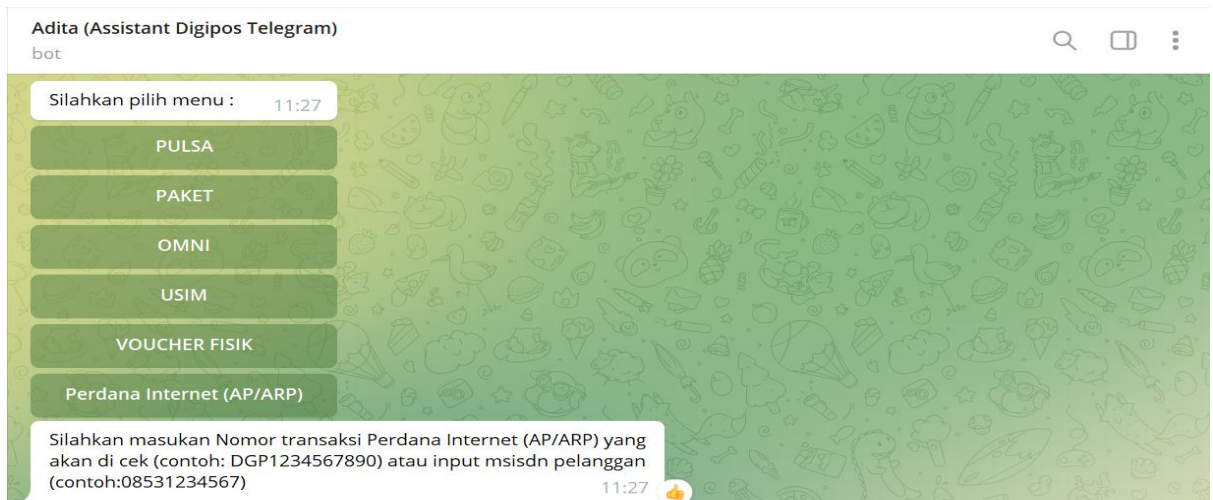 Adita (Assistant Digipos Telegram)
bot
Silahkan pilih menu :
11:27
PULSA
PAKET
OMNI
USIM
VOUCHER FISIK
Perdana Internet (AP/ARP)
Silahkan masukan Nomor transaksi Perdana Internet (AP/ARP) yang
akan di cek (contoh: DGP1234567890) atau input msisdn pelanggan
(contoh:08531234567)
11:27